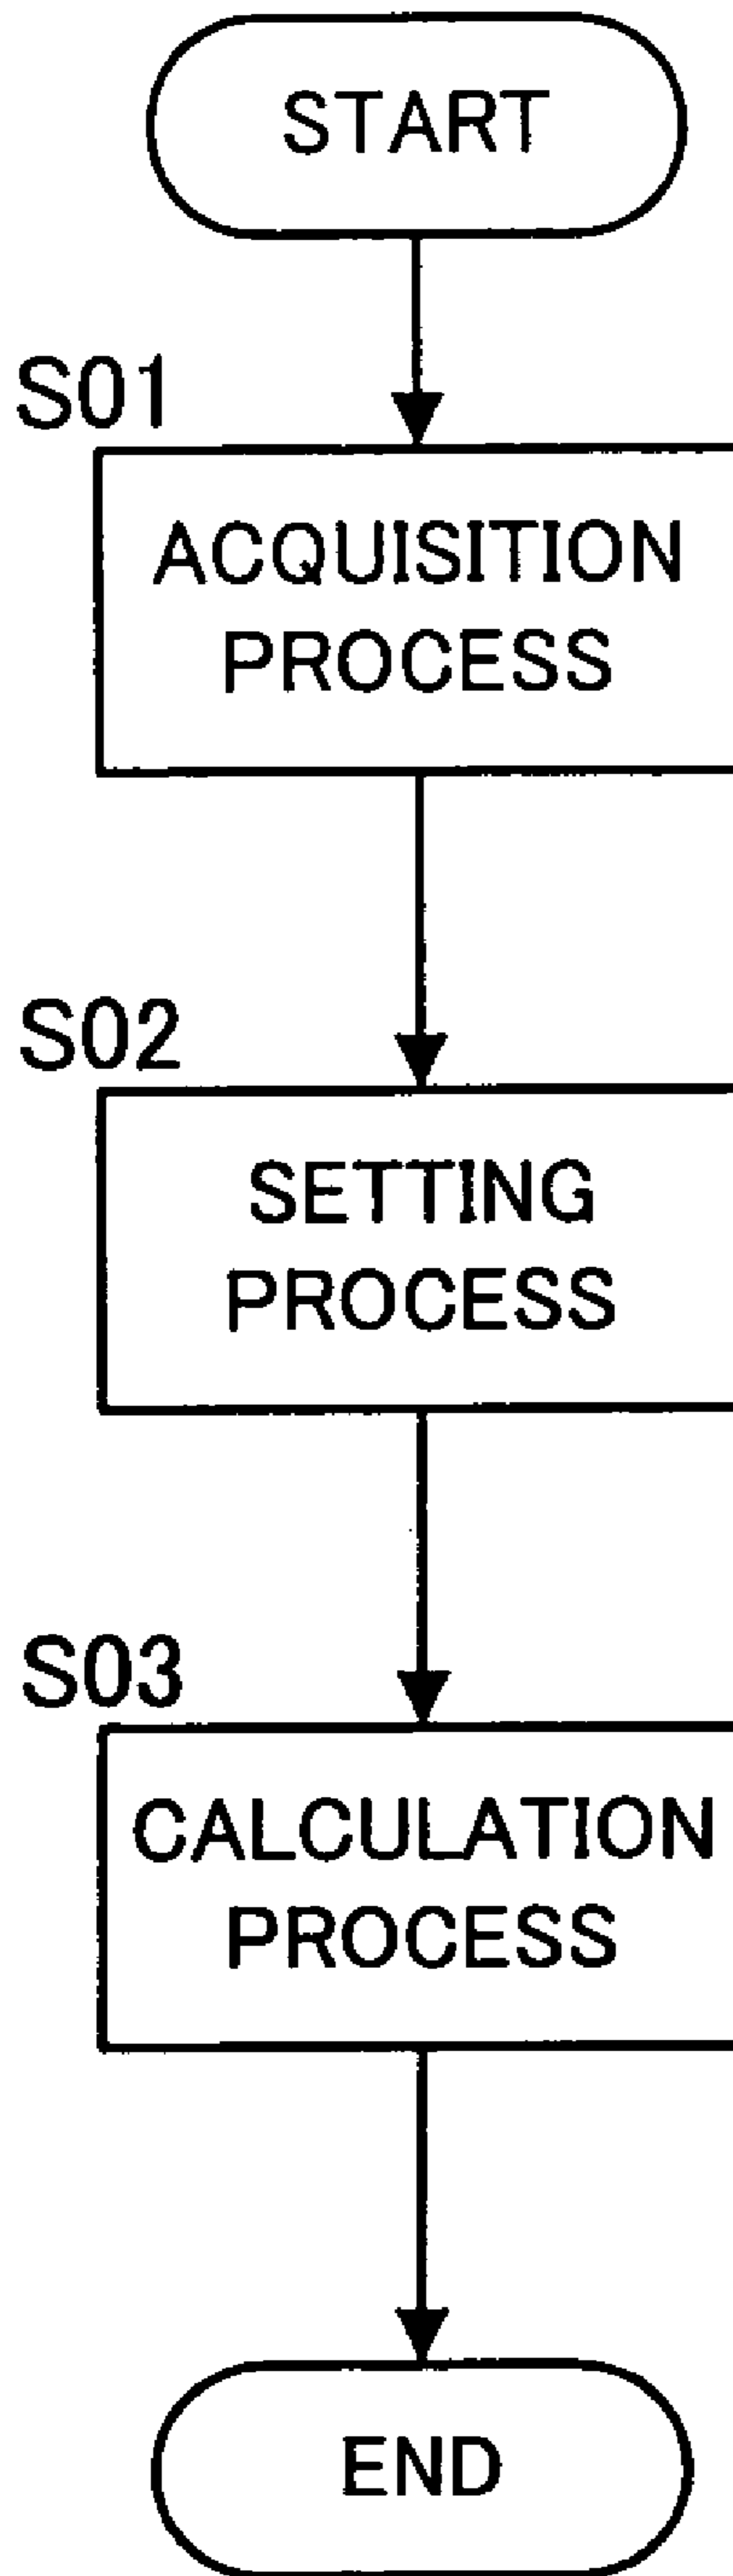 START
S01
ACQUISITION
PROCESS
S02
SETTING
PROCESS
S03
CALCULATION
PROCESS
END